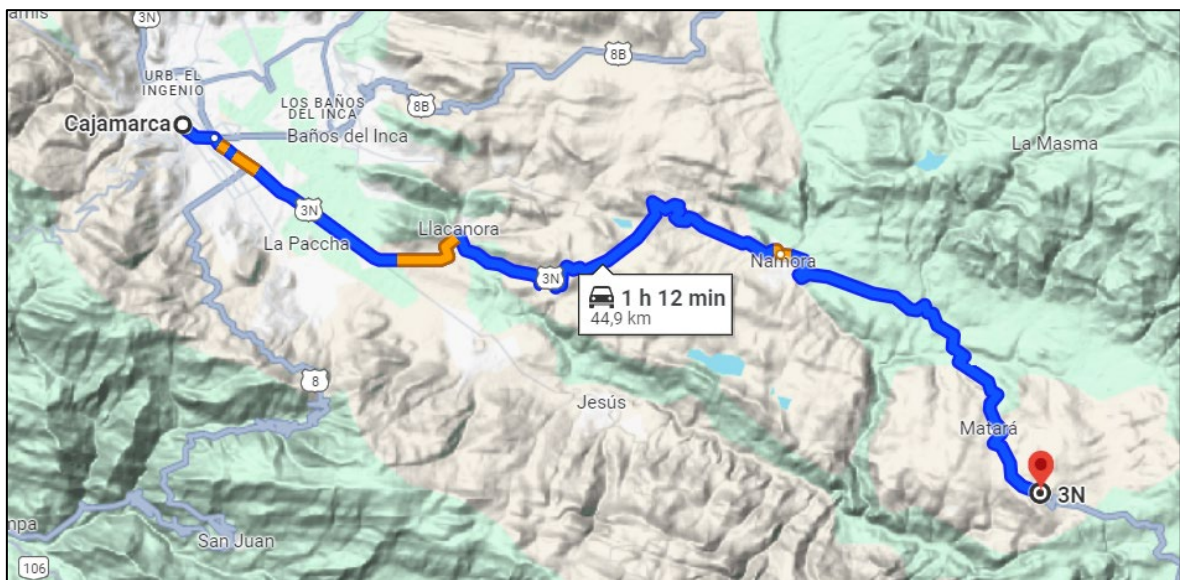 3N
URB. EL
INGENIO
8B
8B
LOS BAÑOS
DEL INCA
Cajamarca
Baños del Inca
La Masma
3N
La Paccha
Llacanora
Namora
3N
1 h 12 min
44,9 km
8
Jesús
Matará
3N
San Juan
106